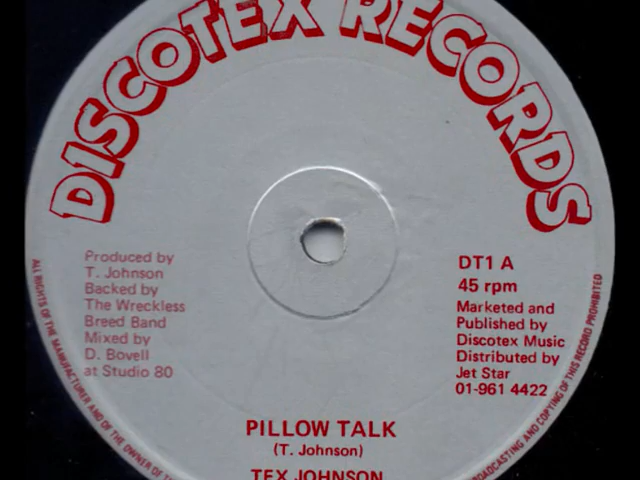 DISCOTEX RECORDS
Produced by
T. Johnson
Backed by
The Wreckless
Breed Band
Mixed by
D. Bovell
at Studio 80
DT1 A
45 rpm
Marketed and
Published by
Discotex Music
Distributed by
Jet Star
01-961 4422
PILLOW TALK
(T. Johnson)
TEX JOHNSON
ALL RIGHTS OF THE MANUFACTURER AND OF THE OWNER OF
BROADCASTING AND COPYING OF THIS RECORD PROHIBITED